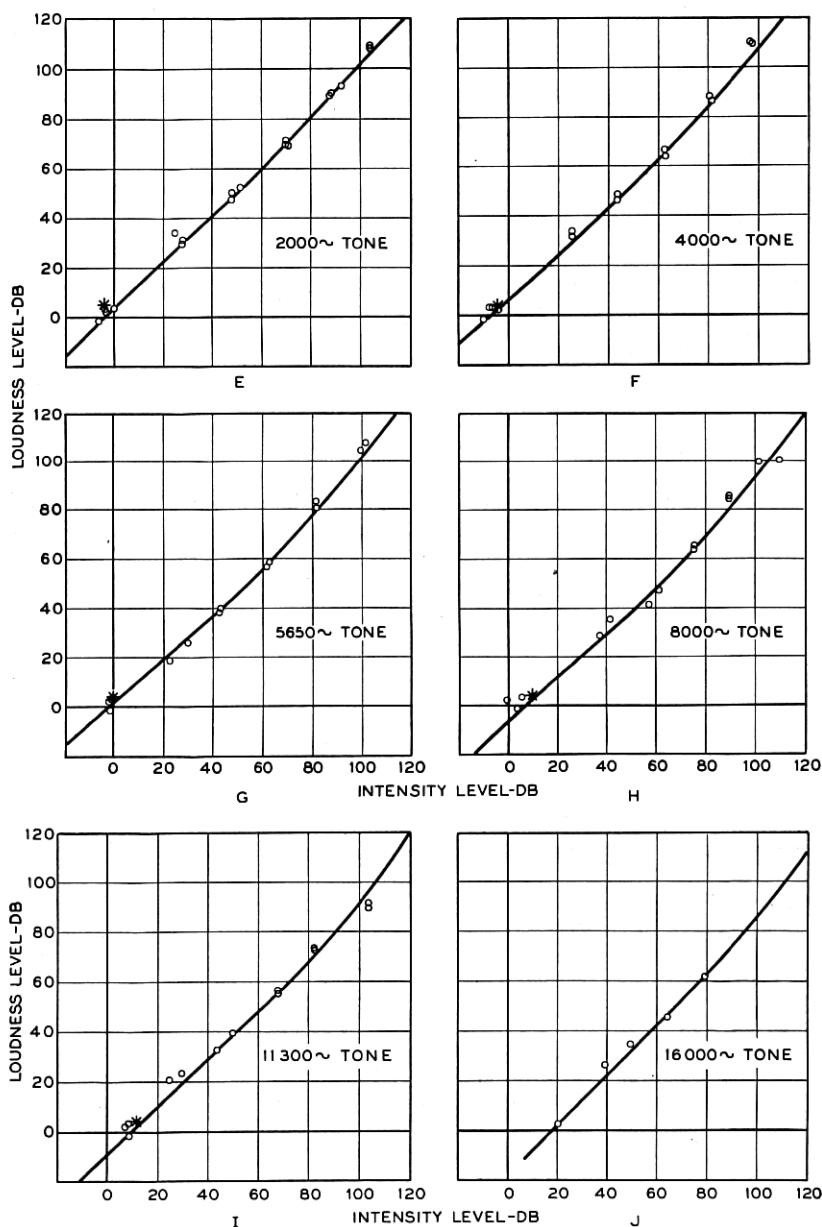 120
100
80
60
40
20
0
2000~ TONE
4000~ TONE
E
F
LOUDNESS LEVEL-DB
120
100
80
60
40
20
0
5650~ TONE
8000~ TONE
0 20 40 60 80 100 120
0 20 40 60 80 100 120
G
INTENSITY LEVEL-DB
H
LOUDNESS LEVEL-DB
120
100
80
60
40
20
0
11300~ TONE
16000~ TONE
0 20 40 60 80 100 120
0 20 40 60 80 100 120
I
INTENSITY LEVEL-DB
J